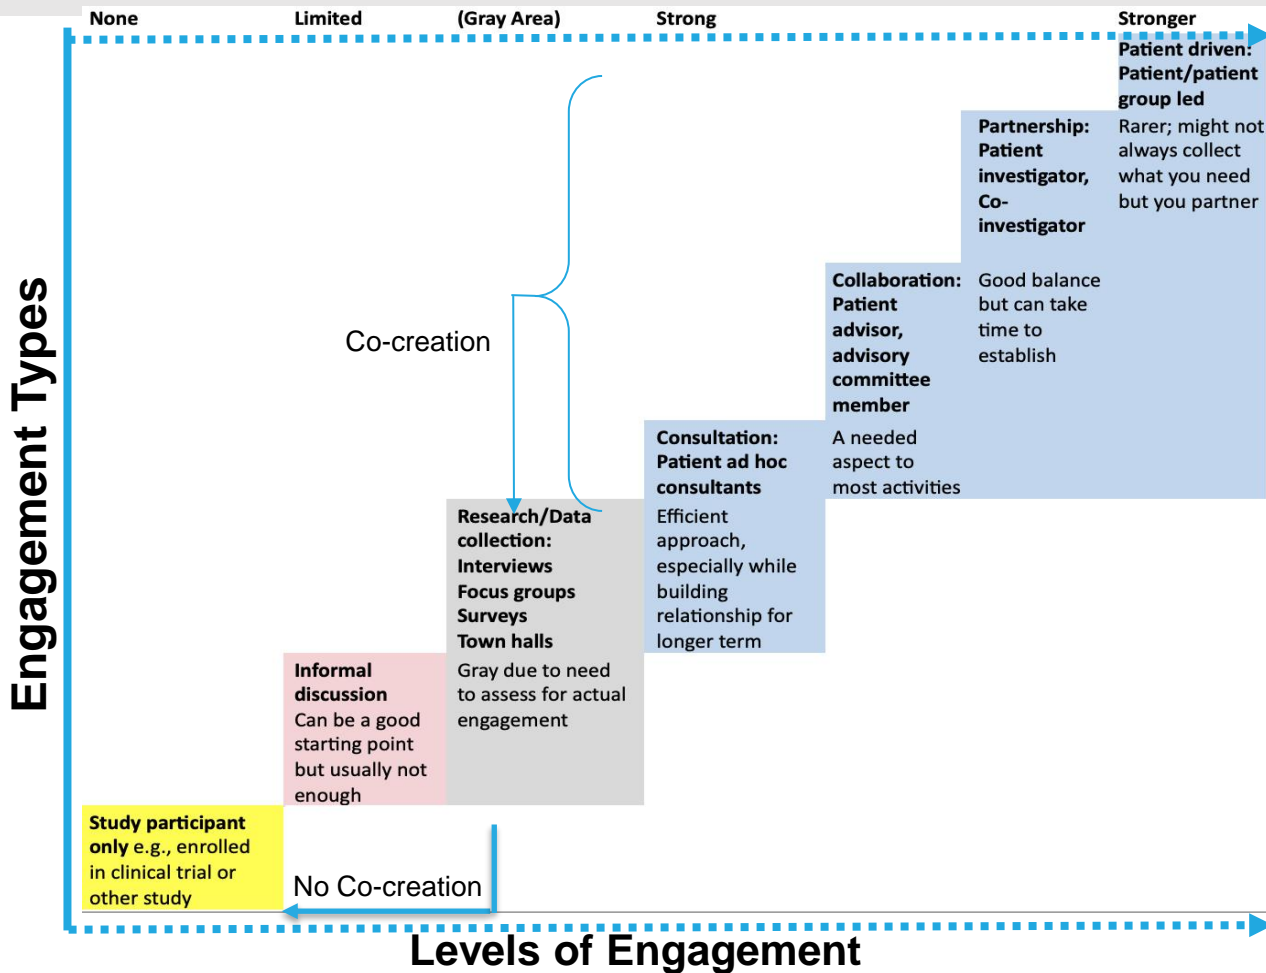 None
Limited
(Gray Area)
Strong
Stronger
Patient driven:
Patient/patient
group led
Rarer; might not
always collect
what you need
but you partner
Partnership:
Patient
investigator,
Co-
investigator
Good balance
but can take
time to
establish
Collaboration:
Patient
advisor,
advisory
committee
member
A needed
aspect to
most activities
Co-creation
Consultation:
Patient ad hoc
consultants
Efficient
approach,
especially while
building
relationship for
longer term
Research/Data
collection:
Interviews
Focus groups
Surveys
Town halls
Gray due to need
to assess for actual
engagement
Informal
discussion
Can be a good
starting point
but usually not
enough
Study participant
only e.g., enrolled
in clinical trial or
other study
No Co-creation
Engagement Types
Levels of Engagement